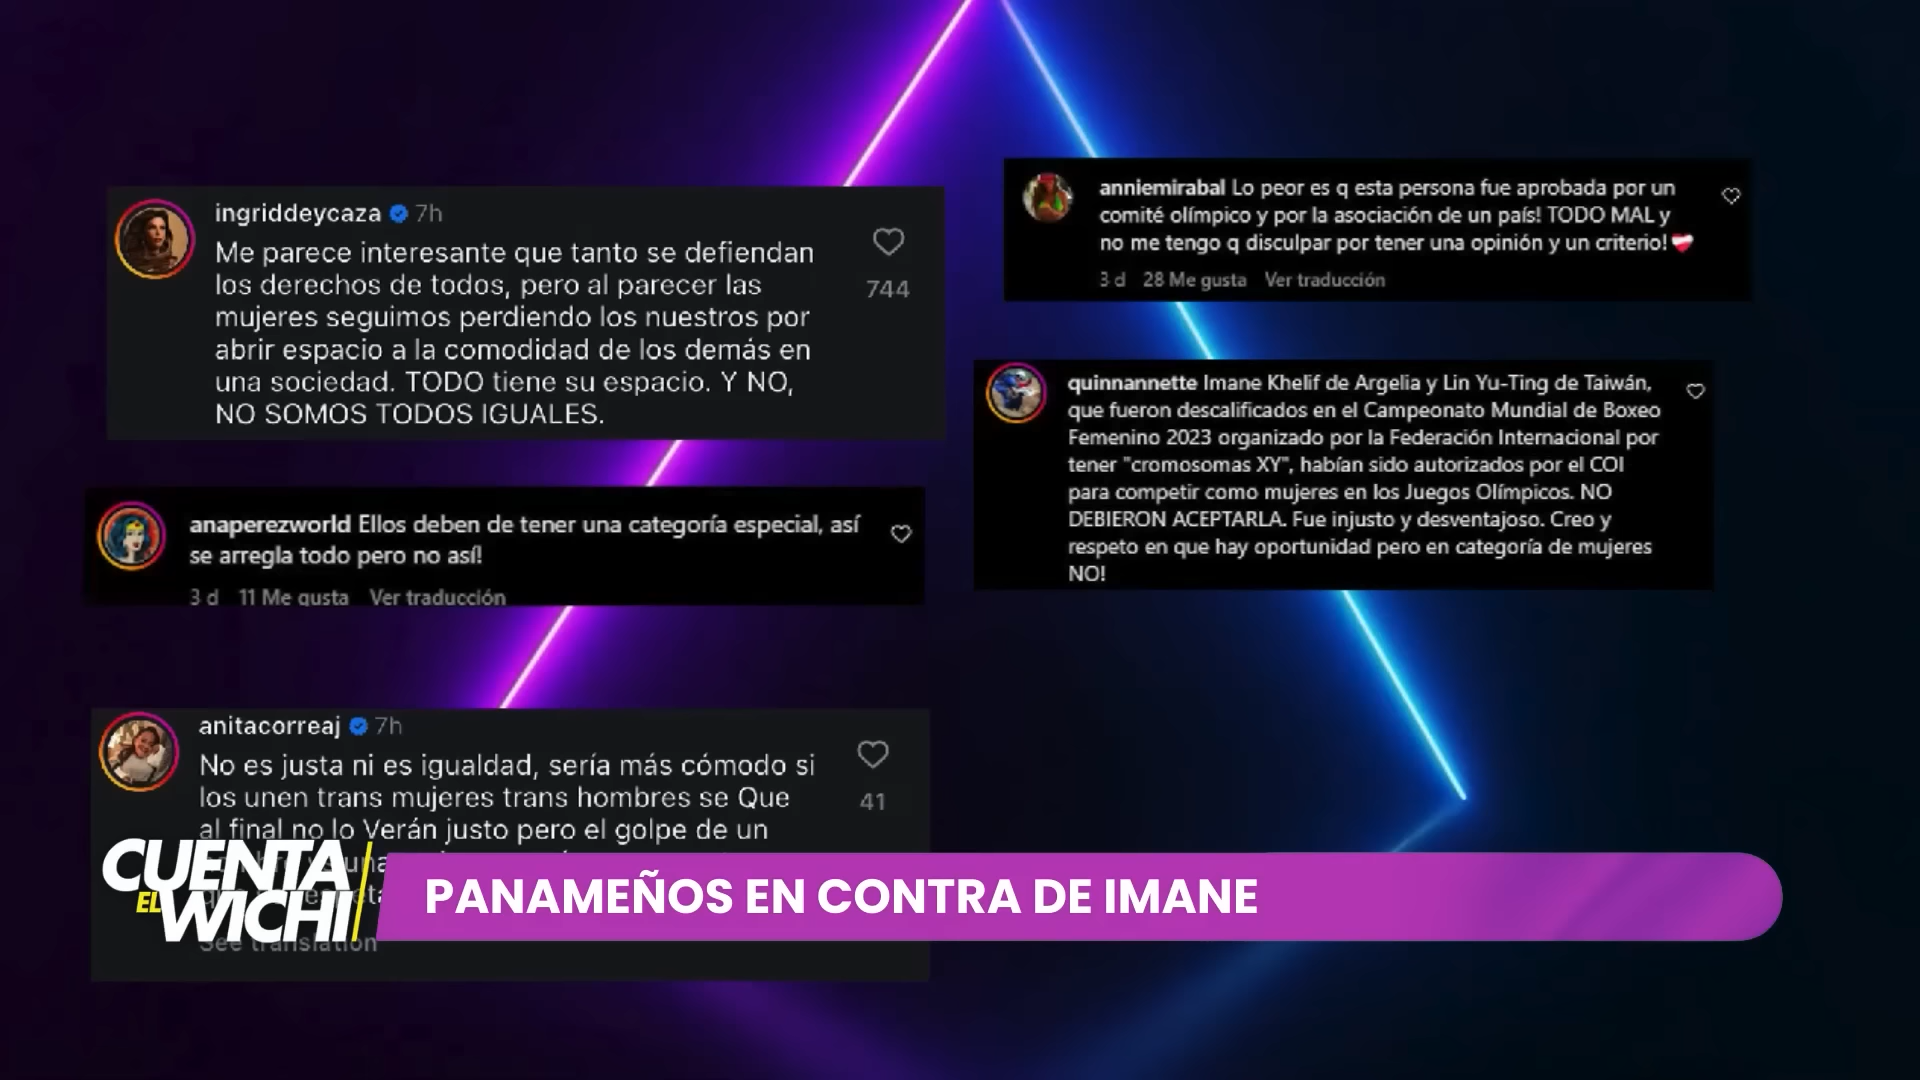 ingriddeycaza 7h
Me parece interesante que tanto se defiendan
los derechos de todos, pero al parecer las
mujeres seguimos perdiendo los nuestros por
abrir espacio a la comodidad de los demás en
una sociedad. TODO tiene su espacio. Y NO,
NO SOMOS TODOS IGUALES.
744
anaperezworld Ellos deben de tener una categoría especial, así
se arregla todo pero no así!
3 d 11 Me gusta Ver traducción
anitacorreaj 7h
No es justa ni es igualdad, sería más cómodo si
los unen trans mujeres trans hombres se Que
al final no lo Verán justo pero el golpe de un
41
See translation
anniemirabal Lo peor es q esta persona fue aprobada por un
comité olímpico y por la asociación de un país! TODO MAL y
no me tengo q disculpar por tener una opinión y un criterio!
3 d 28 Me gusta Ver traducción
quinnannette Imane Khelif de Argelia y Lin Yu-Ting de Taiwán,
que fueron descalificados en el Campeonato Mundial de Boxeo
Femenino 2023 organizado por la Federación Internacional por
tener "cromosomas XY", habían sido autorizados por el COI
para competir como mujeres en los Juegos Olímpicos. NO
DEBIERON ACEPTARLA. Fue injusto y desventajoso. Creo y
respeto en que hay oportunidad pero en categoría de mujeres
NO!
CUENTA
EL WICHI
PANAMEÑOS EN CONTRA DE IMANE